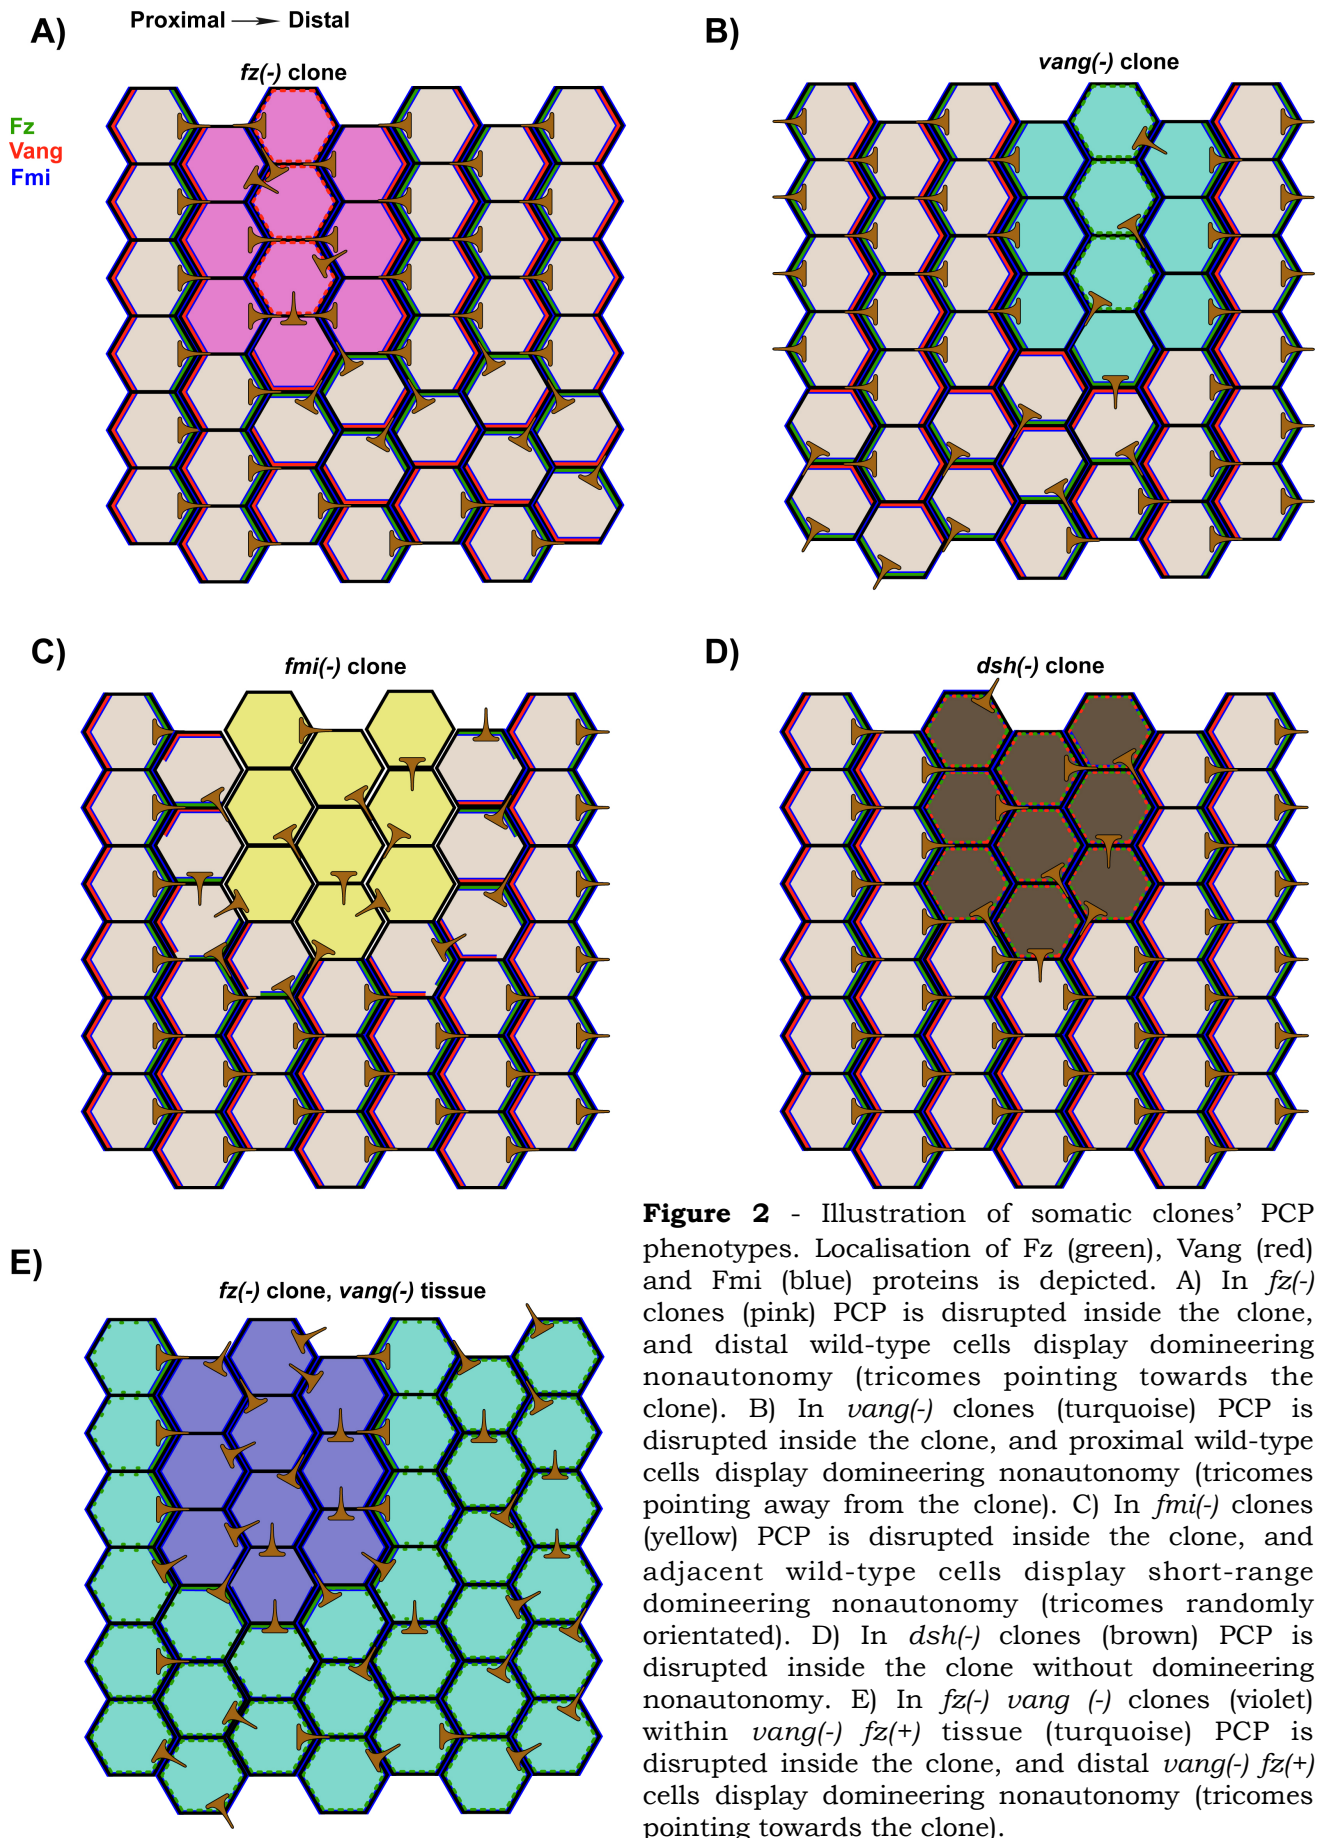 A)
Proximal → Distal
fz(-) clone
Fz
Vang
Fmi
B)
vang(-) clone
C)
fmi(-) clone
D)
dsh(-) clone
E)
fz(-) clone, vang(-) tissue
Figure 2 - Illustration of somatic clones’ PCP
phenotypes. Localisation of Fz (green), Vang (red)
and Fmi (blue) proteins is depicted. A) In fz(-)
clones (pink) PCP is disrupted inside the clone,
and distal wild-type cells display domineering
nonautonomy (tricomes pointing towards the
clone). B) In vang(-) clones (turquoise) PCP is
disrupted inside the clone, and proximal wild-type
cells display domineering nonautonomy (tricomes
pointing away from the clone). C) In fmi(-) clones
(yellow) PCP is disrupted inside the clone, and
adjacent wild-type cells display short-range
domineering nonautonomy (tricomes randomly
orientated). D) In dsh(-) clones (brown) PCP is
disrupted inside the clone without domineering
nonautonomy. E) In fz(-) vang (-) clones (violet)
within vang(-) fz(+) tissue (turquoise) PCP is
disrupted inside the clone, and distal vang(-) fz(+)
cells display domineering nonautonomy (tricomes
pointing towards the clone).